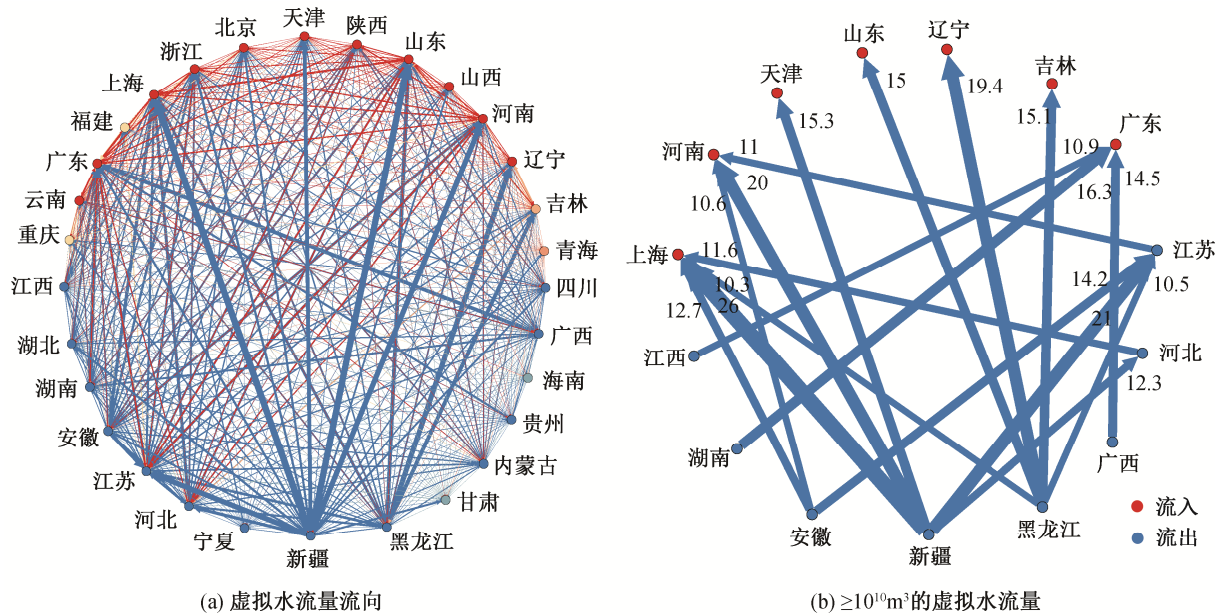 天津
北京
陕西
浙江
山东
上海
山西
福建
河南
广东
辽宁
云南
吉林
重庆
青海
江西
四川
湖北
广西
湖南
海南
安徽
贵州
江苏
内蒙古
河北
甘肃
宁夏
新疆
黑龙江
(a) 虚拟水流量流向
辽宁
山东
吉林
天津
15
19.4
15.3
15.1
广东
河南
11
10.9
20
16.3
14.5
10.6
江苏
上海
11.6
10.3
14.2
10.5
12.7
26
21
江西
河北
12.3
湖南
广西
安徽
新疆
黑龙江
流入
流出
(b) ≥10¹⁰m³的虚拟水流量